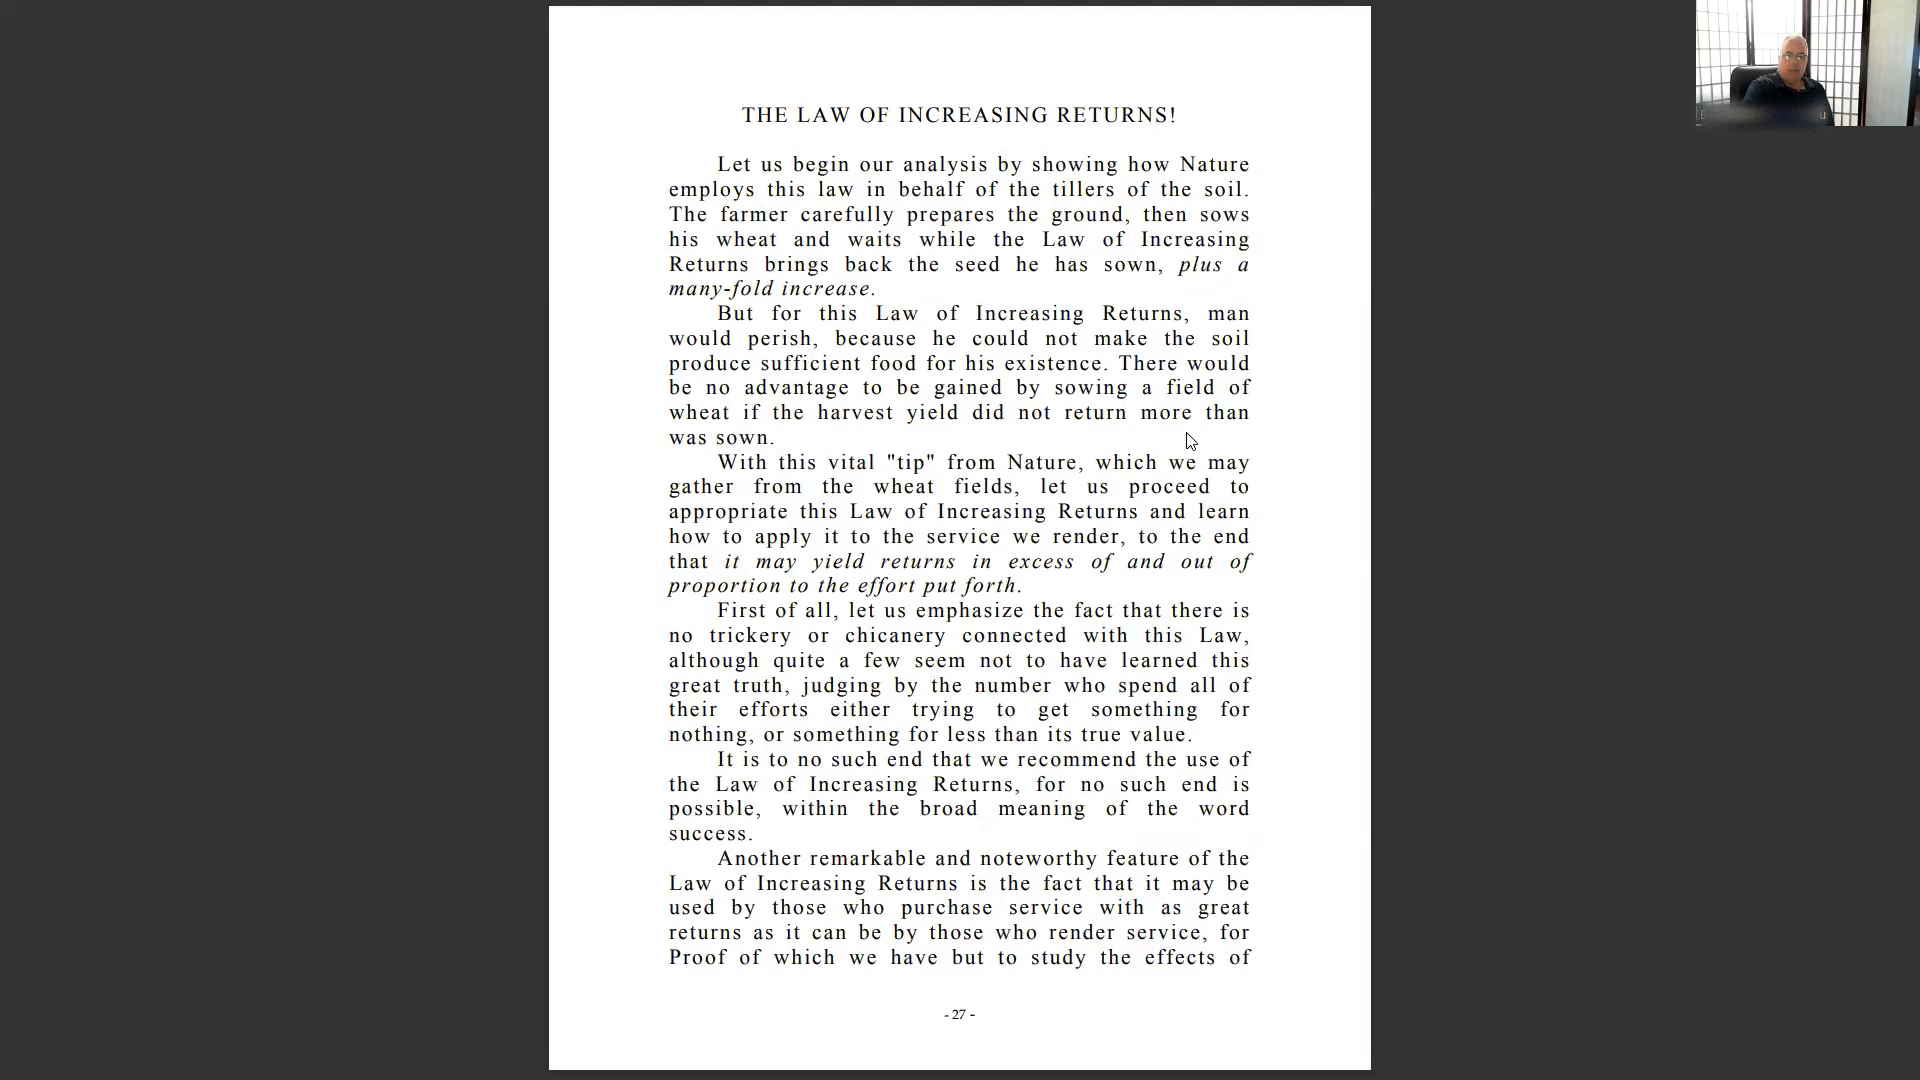 THE LAW OF INCREASING RETURNS!
Let us begin our analysis by showing how Nature
employs this law in behalf of the tillers of the soil.
The farmer carefully prepares the ground, then sows
his wheat and waits while the Law of Increasing
Returns brings back the seed he has sown, plus a
many-fold increase.
But for this Law of Increasing Returns, man
would perish, because he could not make the soil
produce sufficient food for his existence. There would
be no advantage to be gained by sowing a field of
wheat if the harvest yield did not return more than
was sown.
With this vital "tip" from Nature, which we may
gather from the wheat fields, let us proceed to
appropriate this Law of Increasing Returns and learn
how to apply it to the service we render, to the end
that it may yield returns in excess of and out of
proportion to the effort put forth.
First of all, let us emphasize the fact that there is
no trickery or chicanery connected with this Law,
although quite a few seem not to have learned this
great truth, judging by the number who spend all of
their efforts either trying to get something for
nothing, or something for less than its true value.
It is to no such end that we recommend the use of
the Law of Increasing Returns, for no such end is
possible, within the broad meaning of the word
success.
Another remarkable and noteworthy feature of the
Law of Increasing Returns is the fact that it may be
used by those who purchase service with as great
returns as it can be by those who render service, for
Proof of which we have but to study the effects of
- 27 -